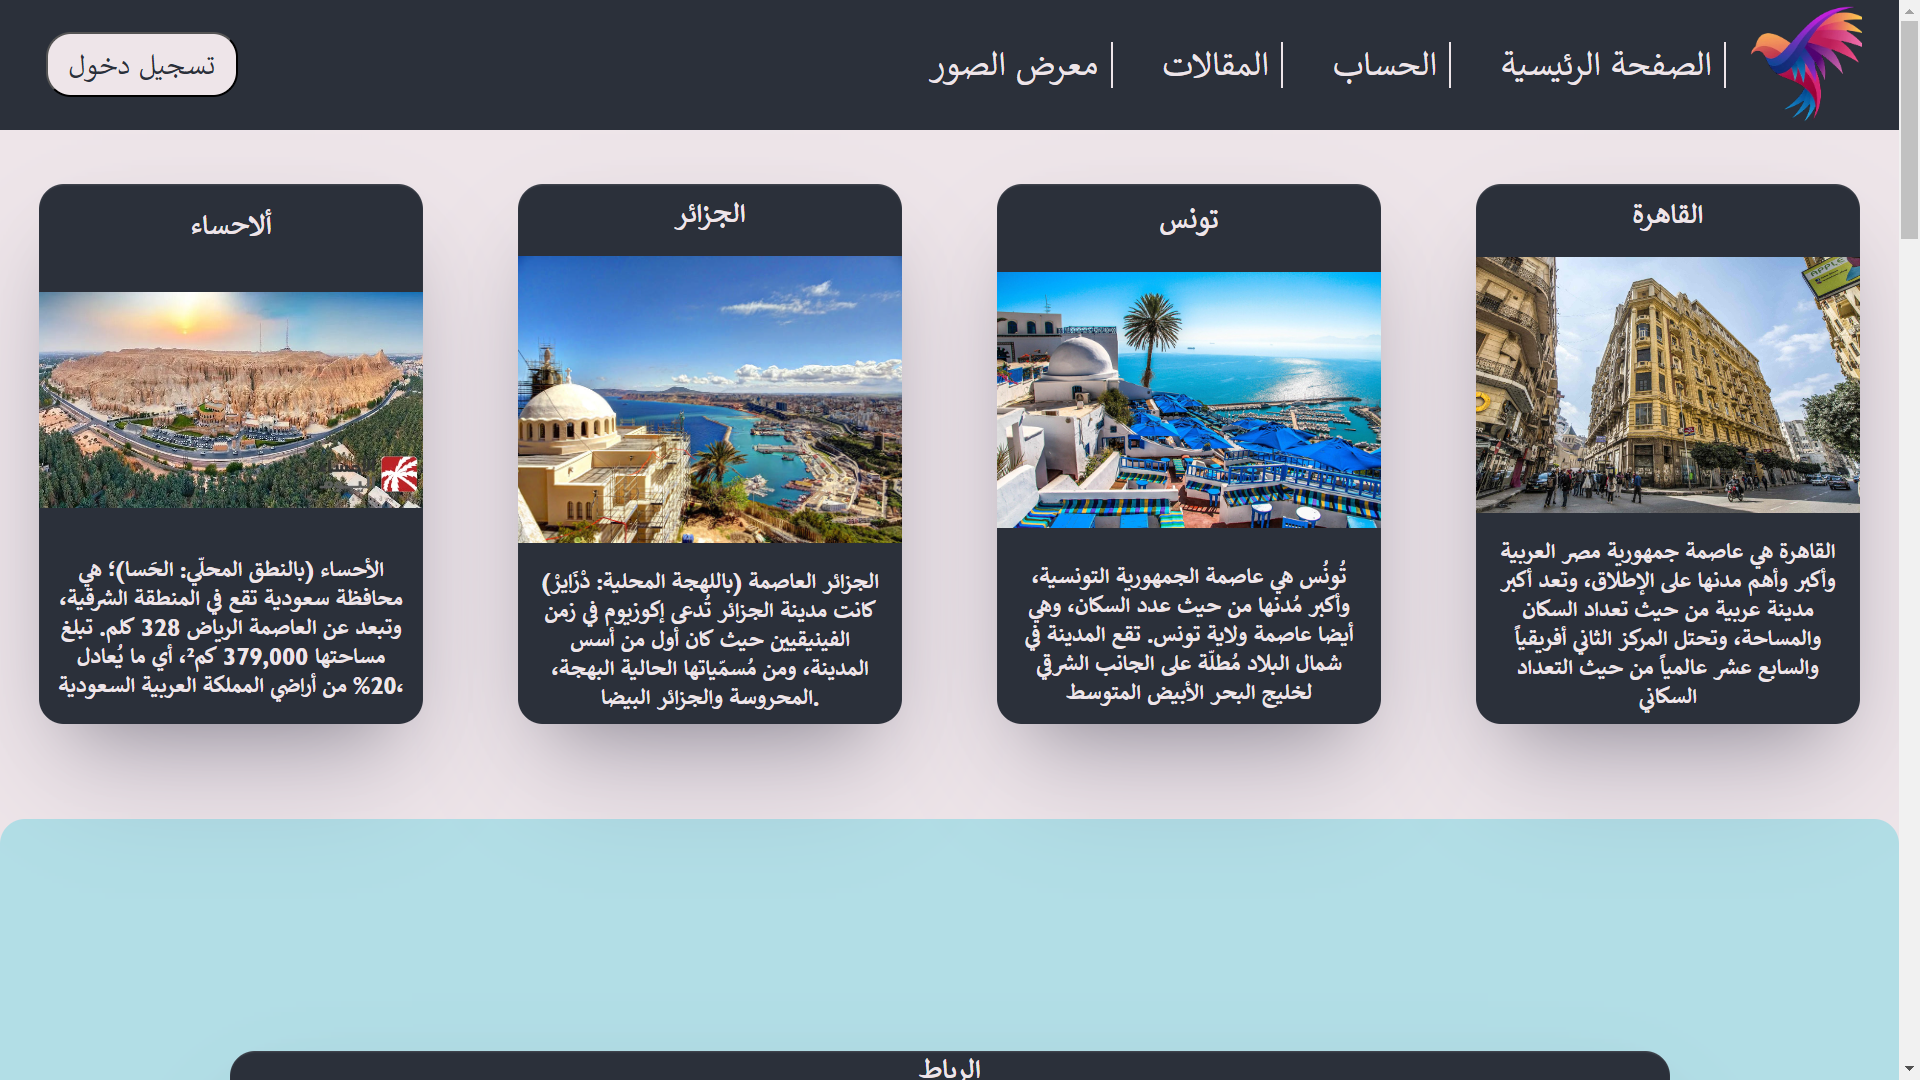 الصفحة الرئيسية
الحساب
المقالات
معرض الصور
تسجيل دخول
القاهرة
APPLE
القاهرة هي عاصمة جمهورية مصر العربية
وأكبر وأهم مدنها على الإطلاق، وتعد أكبر
مدينة عربية من حيث تعداد السكان
والمساحة، وتحتل المركز الثاني أفريقياً
والسابع عشر عالمياً من حيث التعداد
السكاني
تونس
تُونُس هي عاصمة الجمهورية التونسية،
وأكبر مُدنها من حيث عدد السكان، وهي
أيضا عاصمة ولاية تونس. تقع المدينة في
شمال البلاد مُطلّة على الجانب الشرقي
لخليج البحر الأبيض المتوسط
الجزائر
الجزائر العاصمة (باللهجة المحلية: دْزَايِرْ)
كانت مدينة الجزائر تُدعى إكوزيوم في زمن
الفينيقيين حيث كان أول من أسس
المدينة، ومن مُسمّياتها الحالية البهجة،
المحروسة والجزائر البيضا.
ألاحساء
الأحساء (بالنطق المحلّي: الحَسا)؛ هي
محافظة سعودية تقع في المنطقة الشرقية،
وتبعد عن العاصمة الرياض 328 كلم. تبلغ
مساحتها 379,000 كم²، أي ما يُعادل
20% من أراضي المملكة العربية السعودية،
الرباط